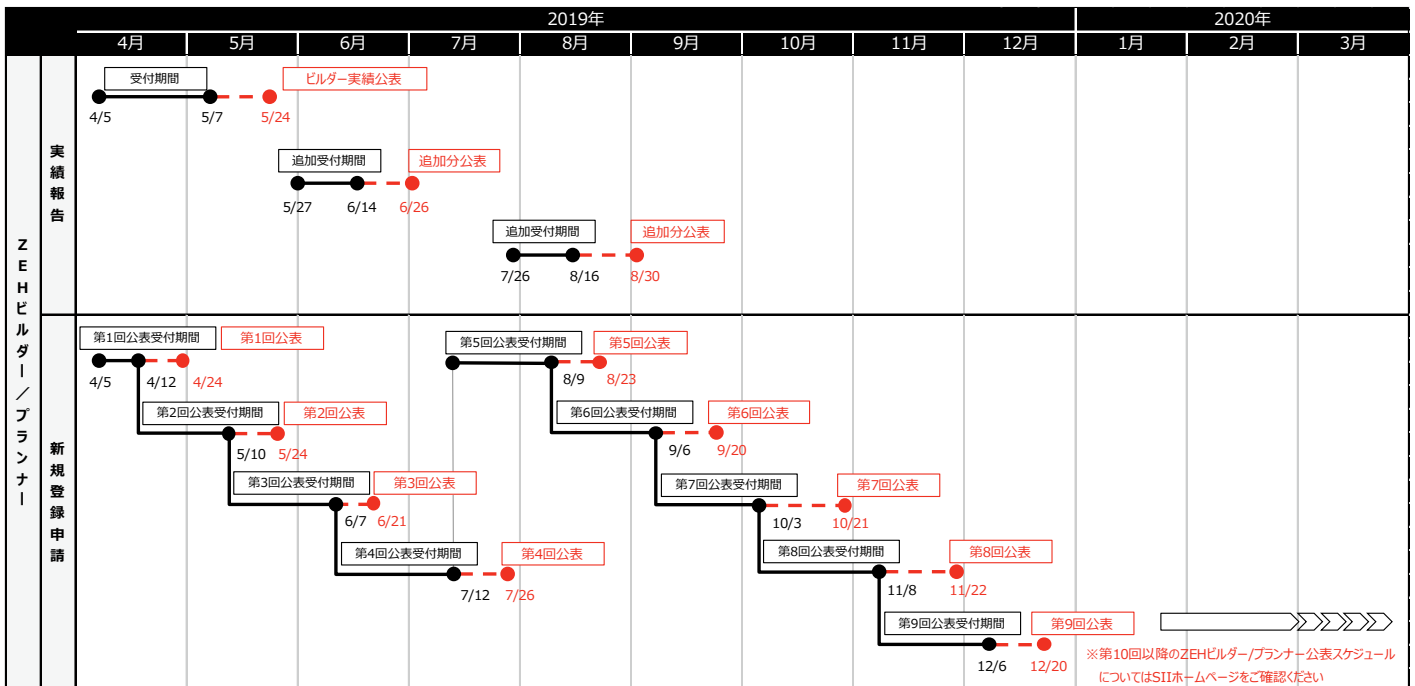 2019年
2020年
4月
5月
6月
7月
8月
9月
10月
11月
12月
1月
2月
3月
ZEHビルダー／プランナー
実績報告
受付期間
ビルダー実績公表
4/5
5/7
5/24
追加受付期間
追加分公表
5/27
6/14
6/26
追加受付期間
追加分公表
7/26
8/16
8/30
新規登録申請
第1回公表受付期間
第1回公表
4/5
4/12
4/24
第2回公表受付期間
第2回公表
5/10
5/24
第3回公表受付期間
第3回公表
6/7
6/21
第4回公表受付期間
第4回公表
7/12
7/26
第5回公表受付期間
第5回公表
8/9
8/23
第6回公表受付期間
第6回公表
9/6
9/20
第7回公表受付期間
第7回公表
10/3
10/21
第8回公表受付期間
第8回公表
11/8
11/22
第9回公表受付期間
第9回公表
12/6
12/20
※第10回以降のZEHビルダー/プランナー公表スケジュール
についてはSIIホームページをご確認ください